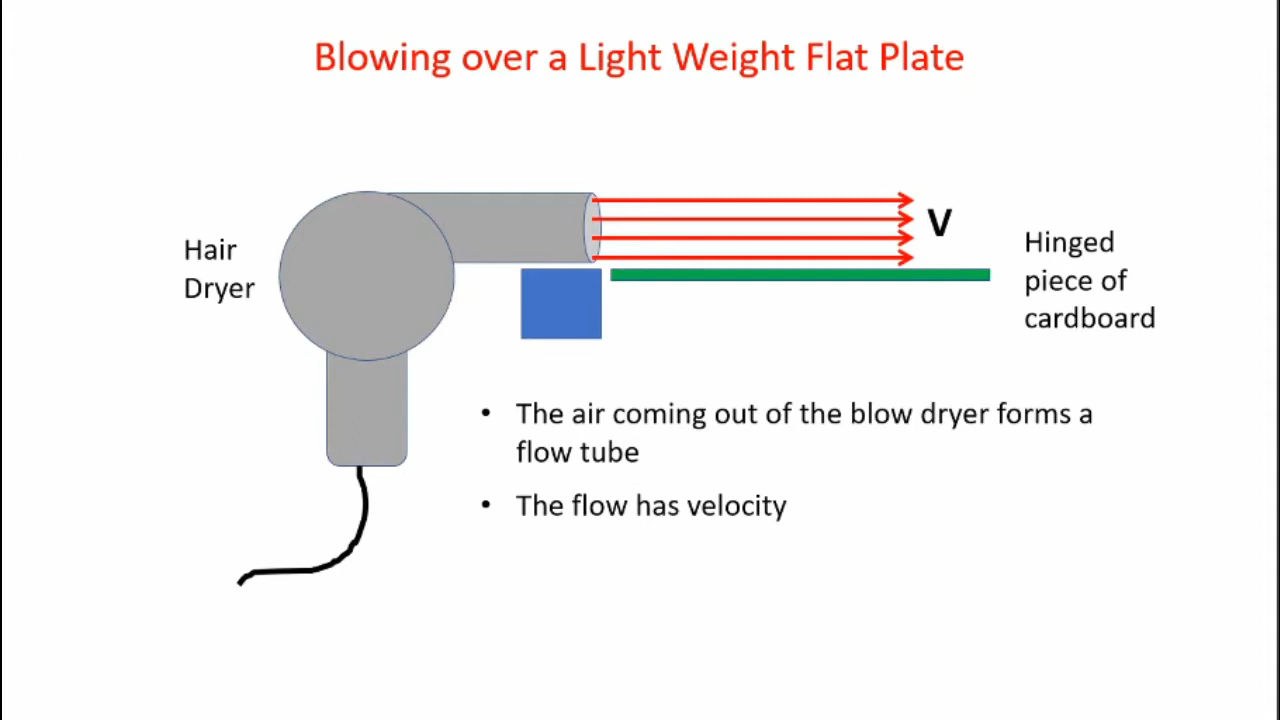 Blowing over a Light Weight Flat Plate
Hair
Dryer
V
Hinged
piece of
cardboard
• The air coming out of the blow dryer forms a
flow tube
• The flow has velocity